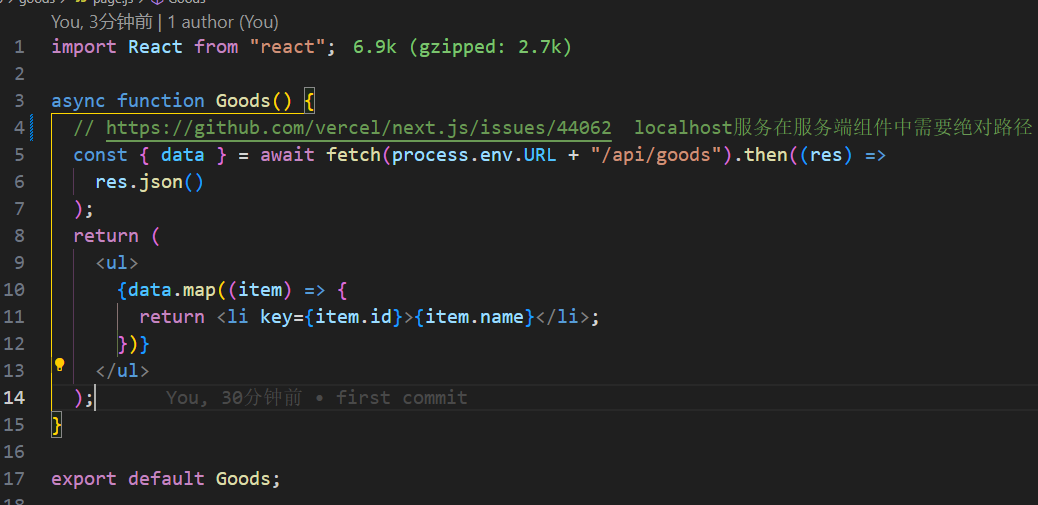 goods > JS page.js > Goods
You, 3分钟前 | 1 author (You)
1 import React from "react"; 6.9k (gzipped: 2.7k)
2
3 async function Goods() {
4 // https://github.com/vercel/next.js/issues/44062 localhost服务在服务端组件中需要绝对路径
5 const { data } = await fetch(process.env.URL + "/api/goods").then((res) =>
6 res.json()
7 );
8 return (
9 <ul>
10 {data.map((item) => {
11 return <li key={item.id}>{item.name}</li>;
12 })}
13 </ul>
14 ); You, 30分钟前 • first commit
15 }
16
17 export default Goods;
18